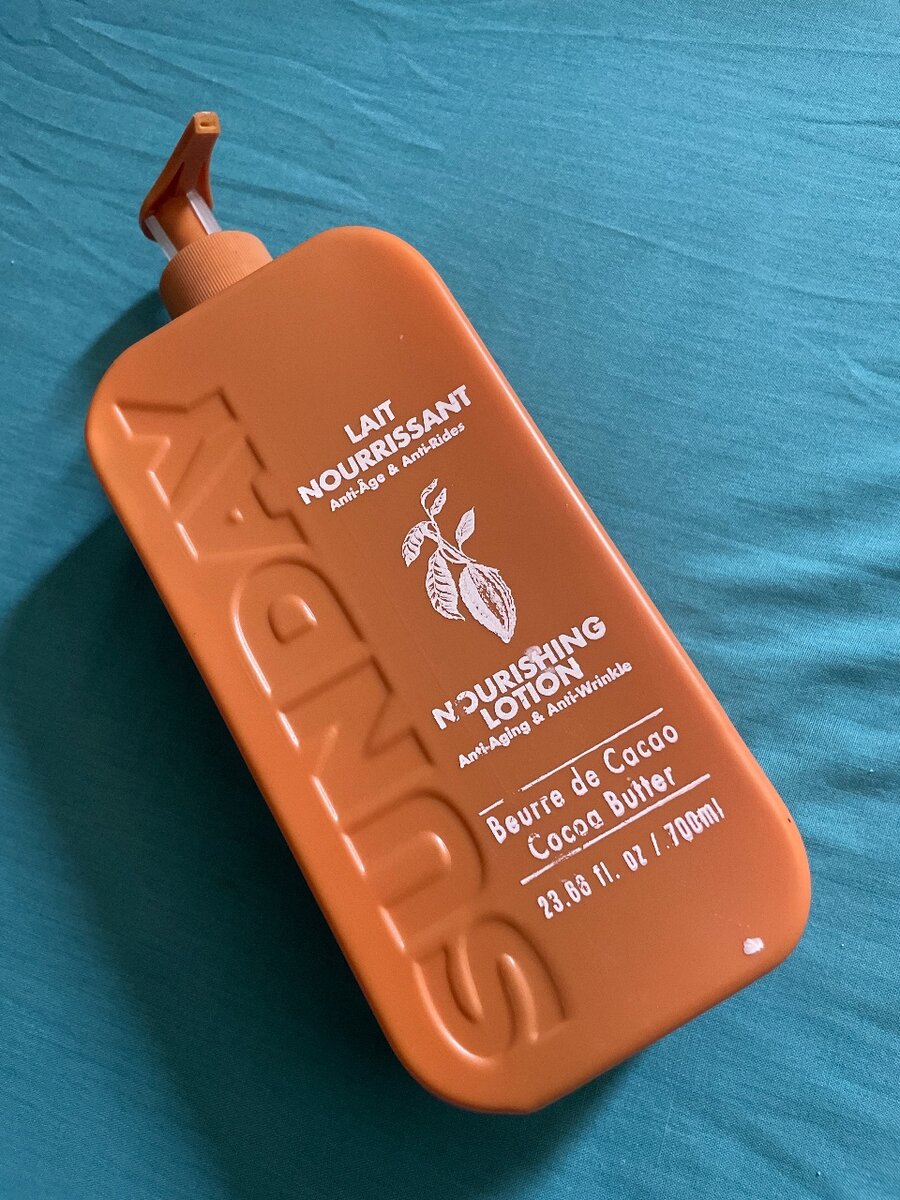 SUNDAY
LAIT
NOURRISSANT
Anti-Âge & Anti-Rides
NOURISHING
LOTION
Anti-Aging & Anti-Wrinkle
Beurre de Cacao
Cocoa Butter
23.66 fl. oz / 700ml